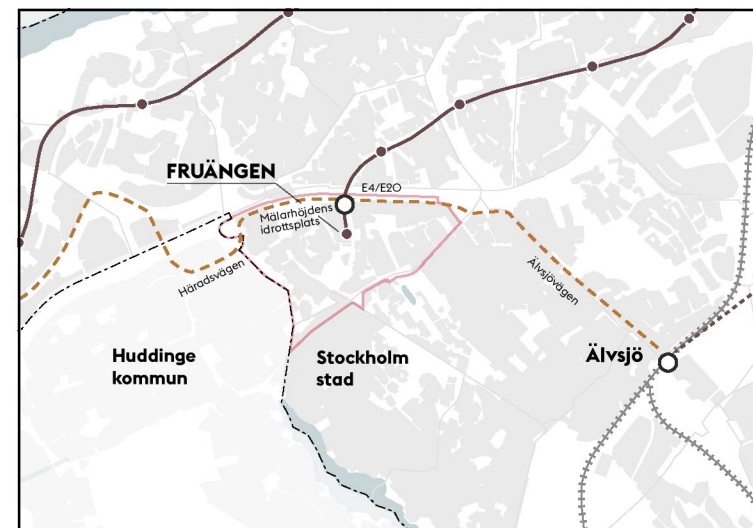 FRUÄNGEN
E4/E20
Mälarhöjdens
idrottsplats
Häradsvägen
Älvsjövägen
Huddinge
kommun
Stockholm
stad
Älvsjö